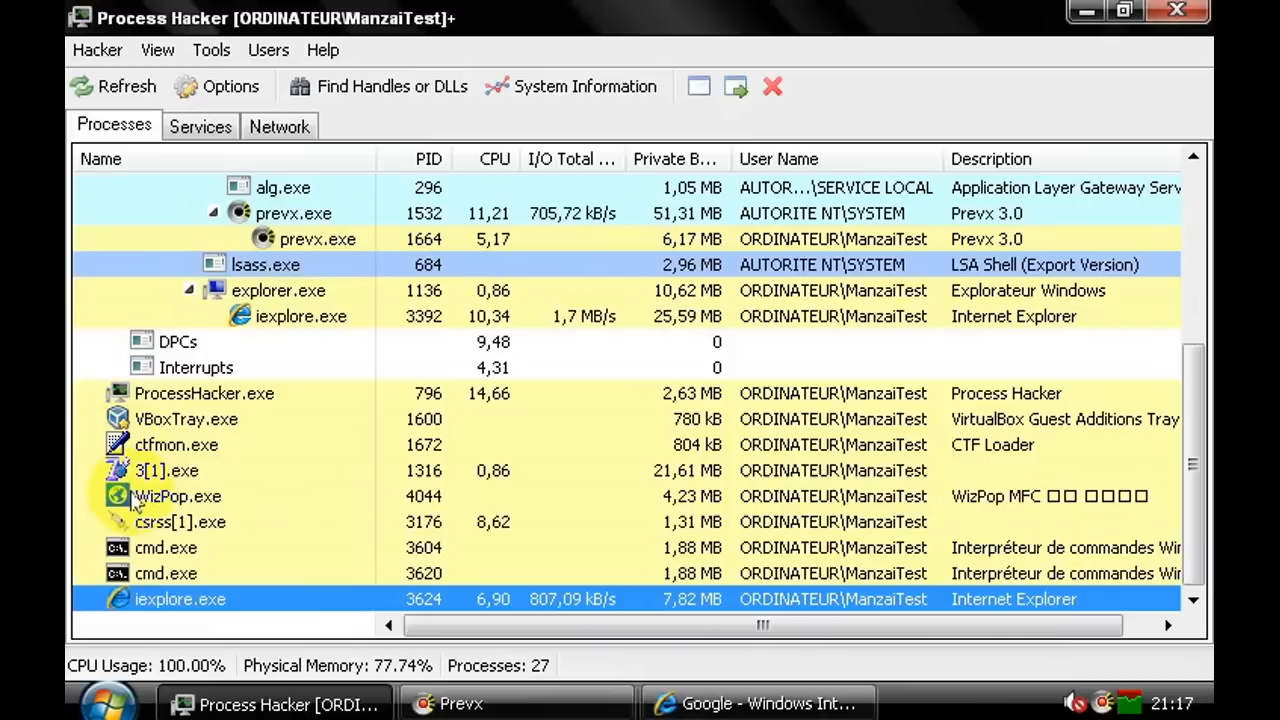 Process Hacker [ORDINATEUR\ManzaiTest]+
Hacker View Tools Users Help
Refresh Options Find Handles or DLLs System Information
Processes Services Network
Name PID CPU I/O Total ... Private B... User Name Description
alg.exe 296 1,05 MB AUTOR...\SERVICE LOCAL Application Layer Gateway Serv
prevx.exe 1532 11,21 705,72 kB/s 51,31 MB AUTORITE NT\SYSTEM Prevx 3.0
prevx.exe 1664 5,17 6,17 MB ORDINATEUR\ManzaiTest Prevx 3.0
lsass.exe 684 2,96 MB AUTORITE NT\SYSTEM LSA Shell (Export Version)
explorer.exe 1136 0,86 10,62 MB ORDINATEUR\ManzaiTest Explorateur Windows
iexplore.exe 3392 10,34 1,7 MB/s 25,59 MB ORDINATEUR\ManzaiTest Internet Explorer
DPCs 9,48 0
Interrupts 4,31 0
ProcessHacker.exe 796 14,66 2,63 MB ORDINATEUR\ManzaiTest Process Hacker
VBoxTray.exe 1600 780 kB ORDINATEUR\ManzaiTest VirtualBox Guest Additions Tray
ctfmon.exe 1672 804 kB ORDINATEUR\ManzaiTest CTF Loader
3[1].exe 1316 0,86 21,61 MB ORDINATEUR\ManzaiTest
WizPop.exe 4044 4,23 MB ORDINATEUR\ManzaiTest WizPop MFC □□ □□□□
csrss[1].exe 3176 8,62 1,31 MB ORDINATEUR\ManzaiTest
cmd.exe 3604 1,88 MB ORDINATEUR\ManzaiTest Interpréteur de commandes Wi
cmd.exe 3620 1,88 MB ORDINATEUR\ManzaiTest Interpréteur de commandes Wi
iexplore.exe 3624 6,90 807,09 kB/s 7,82 MB ORDINATEUR\ManzaiTest Internet Explorer
CPU Usage: 100.00% Physical Memory: 77.74% Processes: 27
Process Hacker [ORDI... Prevx Google - Windows Int... 21:17